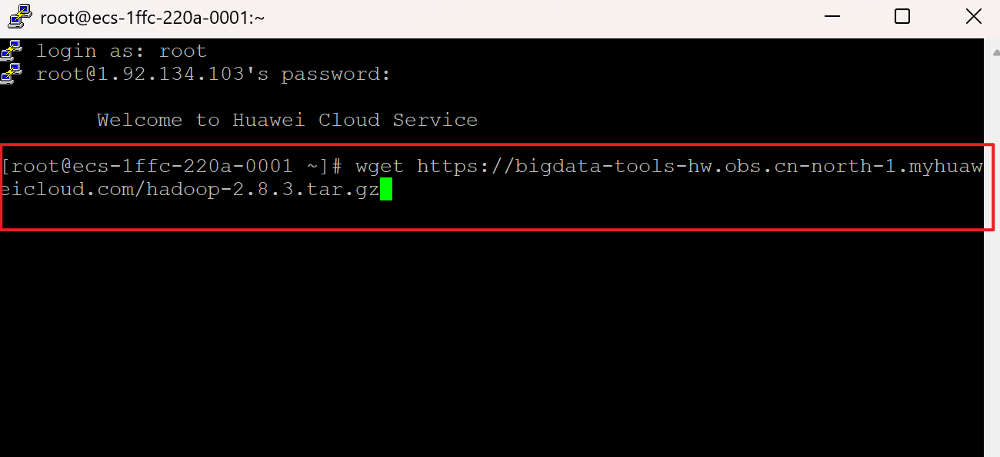 root@ecs-1ffc-220a-0001:~
login as: root
root@1.92.134.103's password:
Welcome to Huawei Cloud Service
[root@ecs-1ffc-220a-0001 ~]# wget https://bigdata-tools-hw.obs.cn-north-1.myhuaw
eicloud.com/hadoop-2.8.3.tar.gz